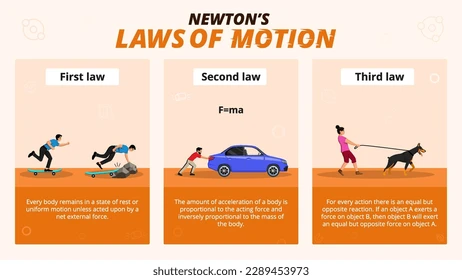 NEWTON'S
LAWS OF MOTION
First law
Second law
Third law
F=ma
Every body remains in a state of rest or
uniform motion unless acted upon by a
net external force.
The amount of acceleration of a body is
proportional to the acting force and
inversely proportional to the mass of
the body.
For every action there is an equal but
opposite reaction. If object A exerts a
force on object B, then object B will exert
an equal but opposite force on object A.
shutterstock
IMAGE ID: 2289453973
www.shutterstock.com